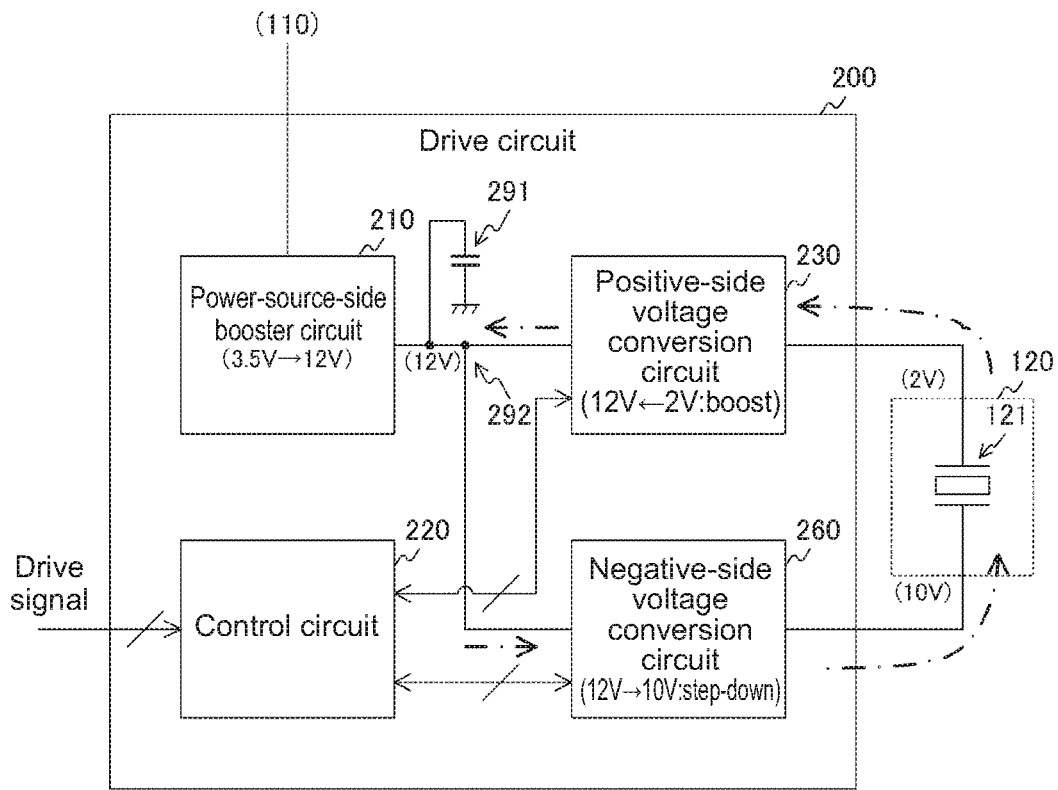 (110)
200
Drive circuit
291
210
230
Power-source-side
booster circuit
(3.5V→12V)
Positive-side
voltage
conversion
circuit
(12V←2V:boost)
(12V)
292
(2V)
120
121
220
260
Drive
signal
Control circuit
Negative-side
voltage
conversion
circuit
(12V→10V:step-down)
(10V)